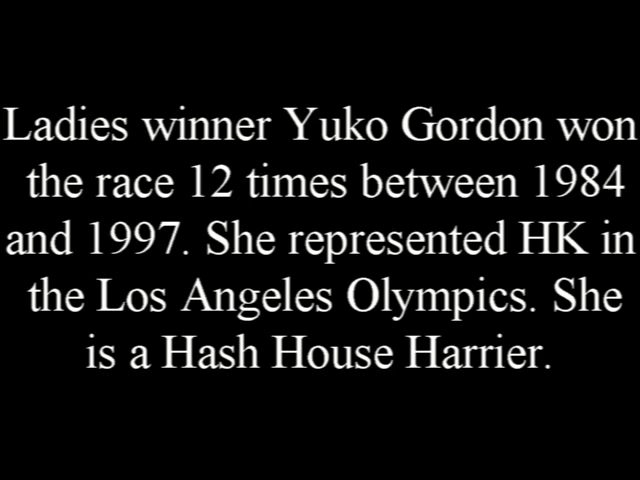 Ladies winner Yuko Gordon won
the race 12 times between 1984
and 1997. She represented HK in
the Los Angeles Olympics. She
is a Hash House Harrier.